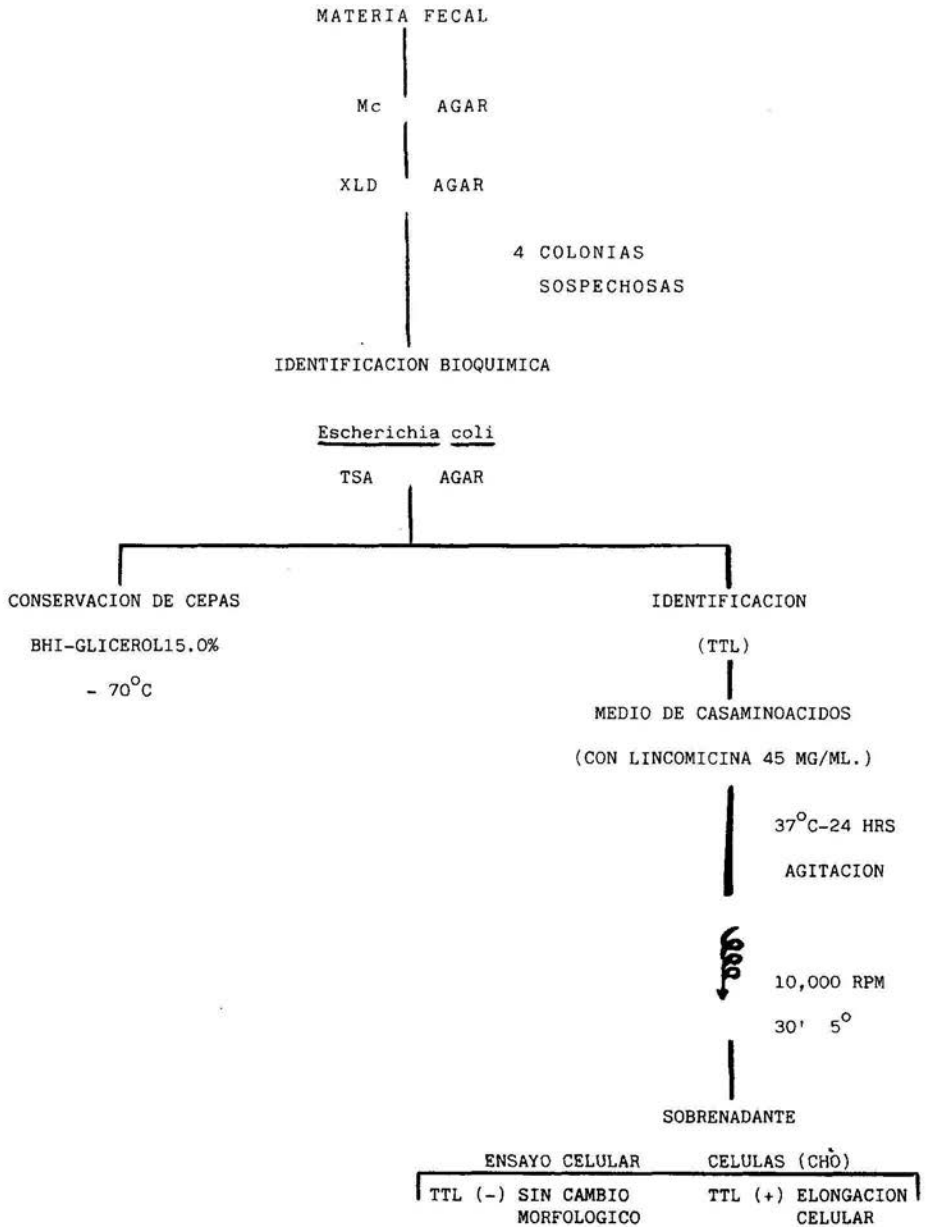 MATERIA FECAL
Mc AGAR
XLD AGAR
4 COLONIAS
SOSPECHOSAS
IDENTIFICACION BIOQUIMICA
Escherichia coli
TSA AGAR
CONSERVACION DE CEPAS
BHI-GLICEROL15.0%
- 70°C
IDENTIFICACION
(TTL)
MEDIO DE CASAMINOACIDOS
(CON LINCOMICINA 45 MG/ML.)
37°C-24 HRS
AGITACION
10,000 RPM
30' 5°
SOBRENADANTE
ENSAYO CELULAR CELULAS (CHO)
TTL (-) SIN CAMBIO TTL (+) ELONGACION
MORFOLOGICO CELULAR